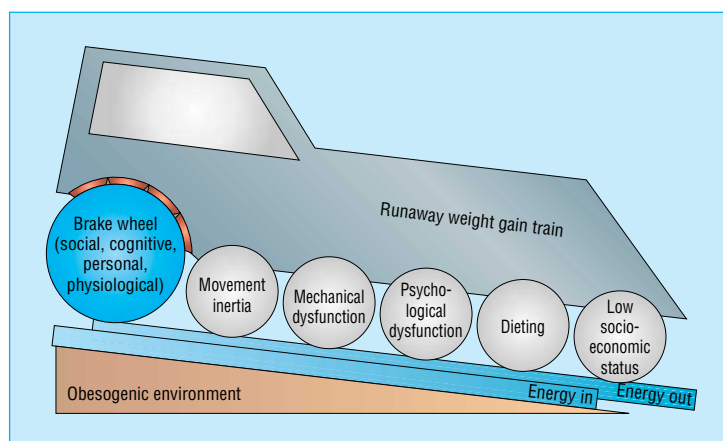 Runaway weight gain train
Brake wheel
(social, cognitive,
personal,
physiological)
Movement
inertia
Mechanical
dysfunction
Psycho-
logical
dysfunction
Dieting
Low
socio-
economic
status
Obesogenic environment
Energy in
Energy out